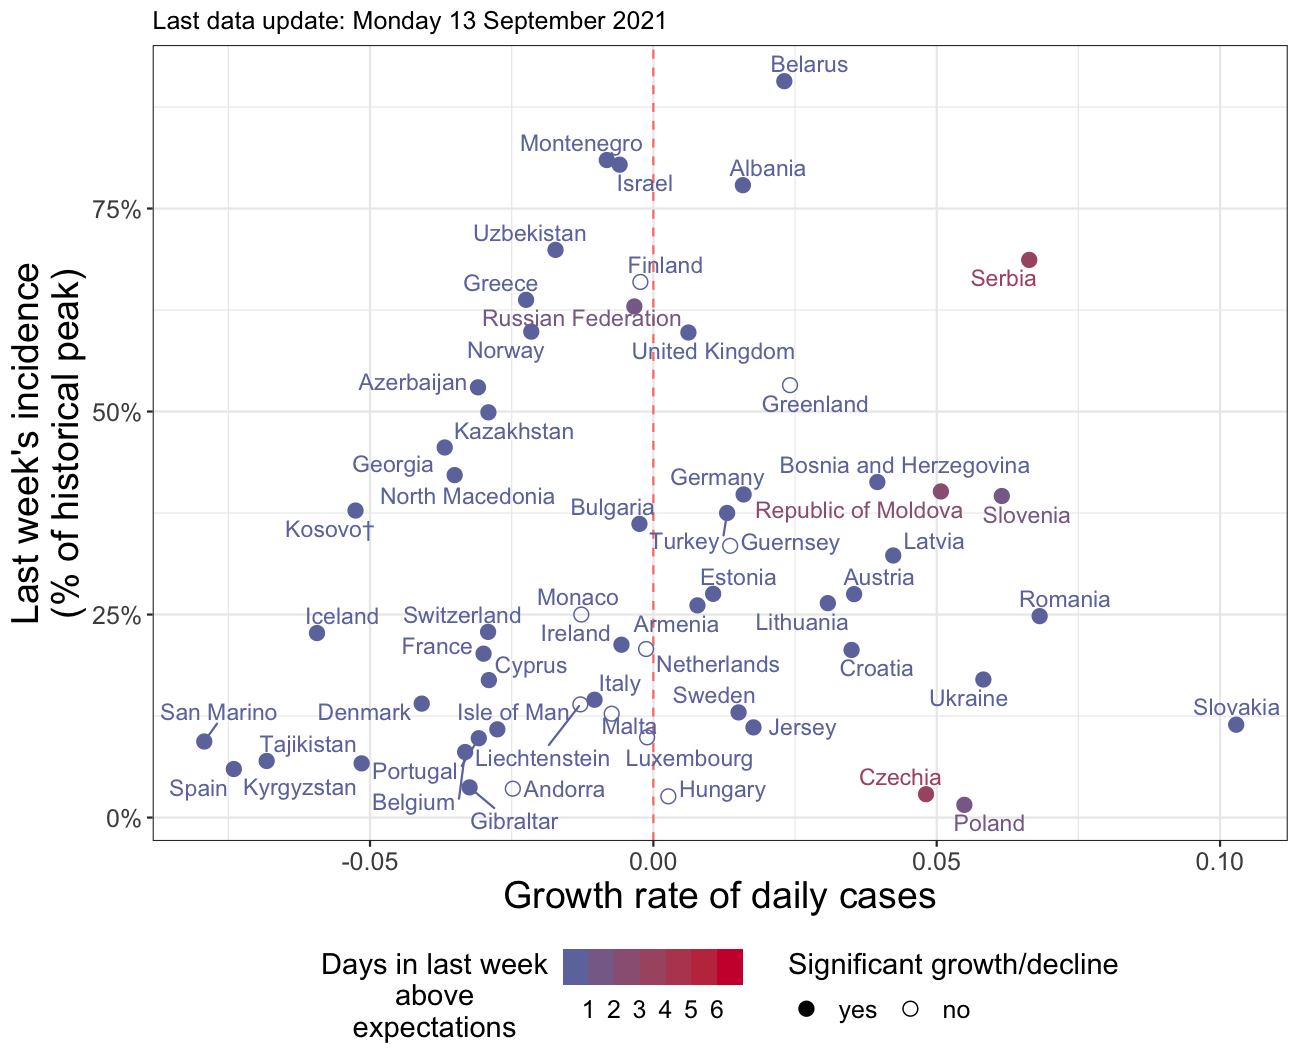 Last data update: Monday 13 September 2021
Belarus
Montenegro
Israel
Albania
75%
Uzbekistan
Finland
Serbia
Greece
Russian Federation
Norway
United Kingdom
Azerbaijan
Greenland
50%
Kazakhstan
Georgia
North Macedonia
Germany
Bosnia and Herzegovina
Kosovo†
Bulgaria
Republic of Moldova
Slovenia
Turkey
Guernsey
Latvia
Estonia
Austria
Monaco
Romania
25%
Iceland
Switzerland
Ireland
Armenia
Lithuania
France
Cyprus
Netherlands
Croatia
Italy
Sweden
Ukraine
San Marino
Denmark
Isle of Man
Malta
Jersey
Slovakia
Tajikistan
Liechtenstein
Luxembourg
Portugal
Czechia
Spain
Kyrgyzstan
Belgium
Andorra
Hungary
0%
Gibraltar
Poland
-0.05
0.00
0.05
0.10
Last week's incidence
(% of historical peak)
Growth rate of daily cases
Days in last week
above
expectations
1 2 3 4 5 6
Significant growth/decline
yes no